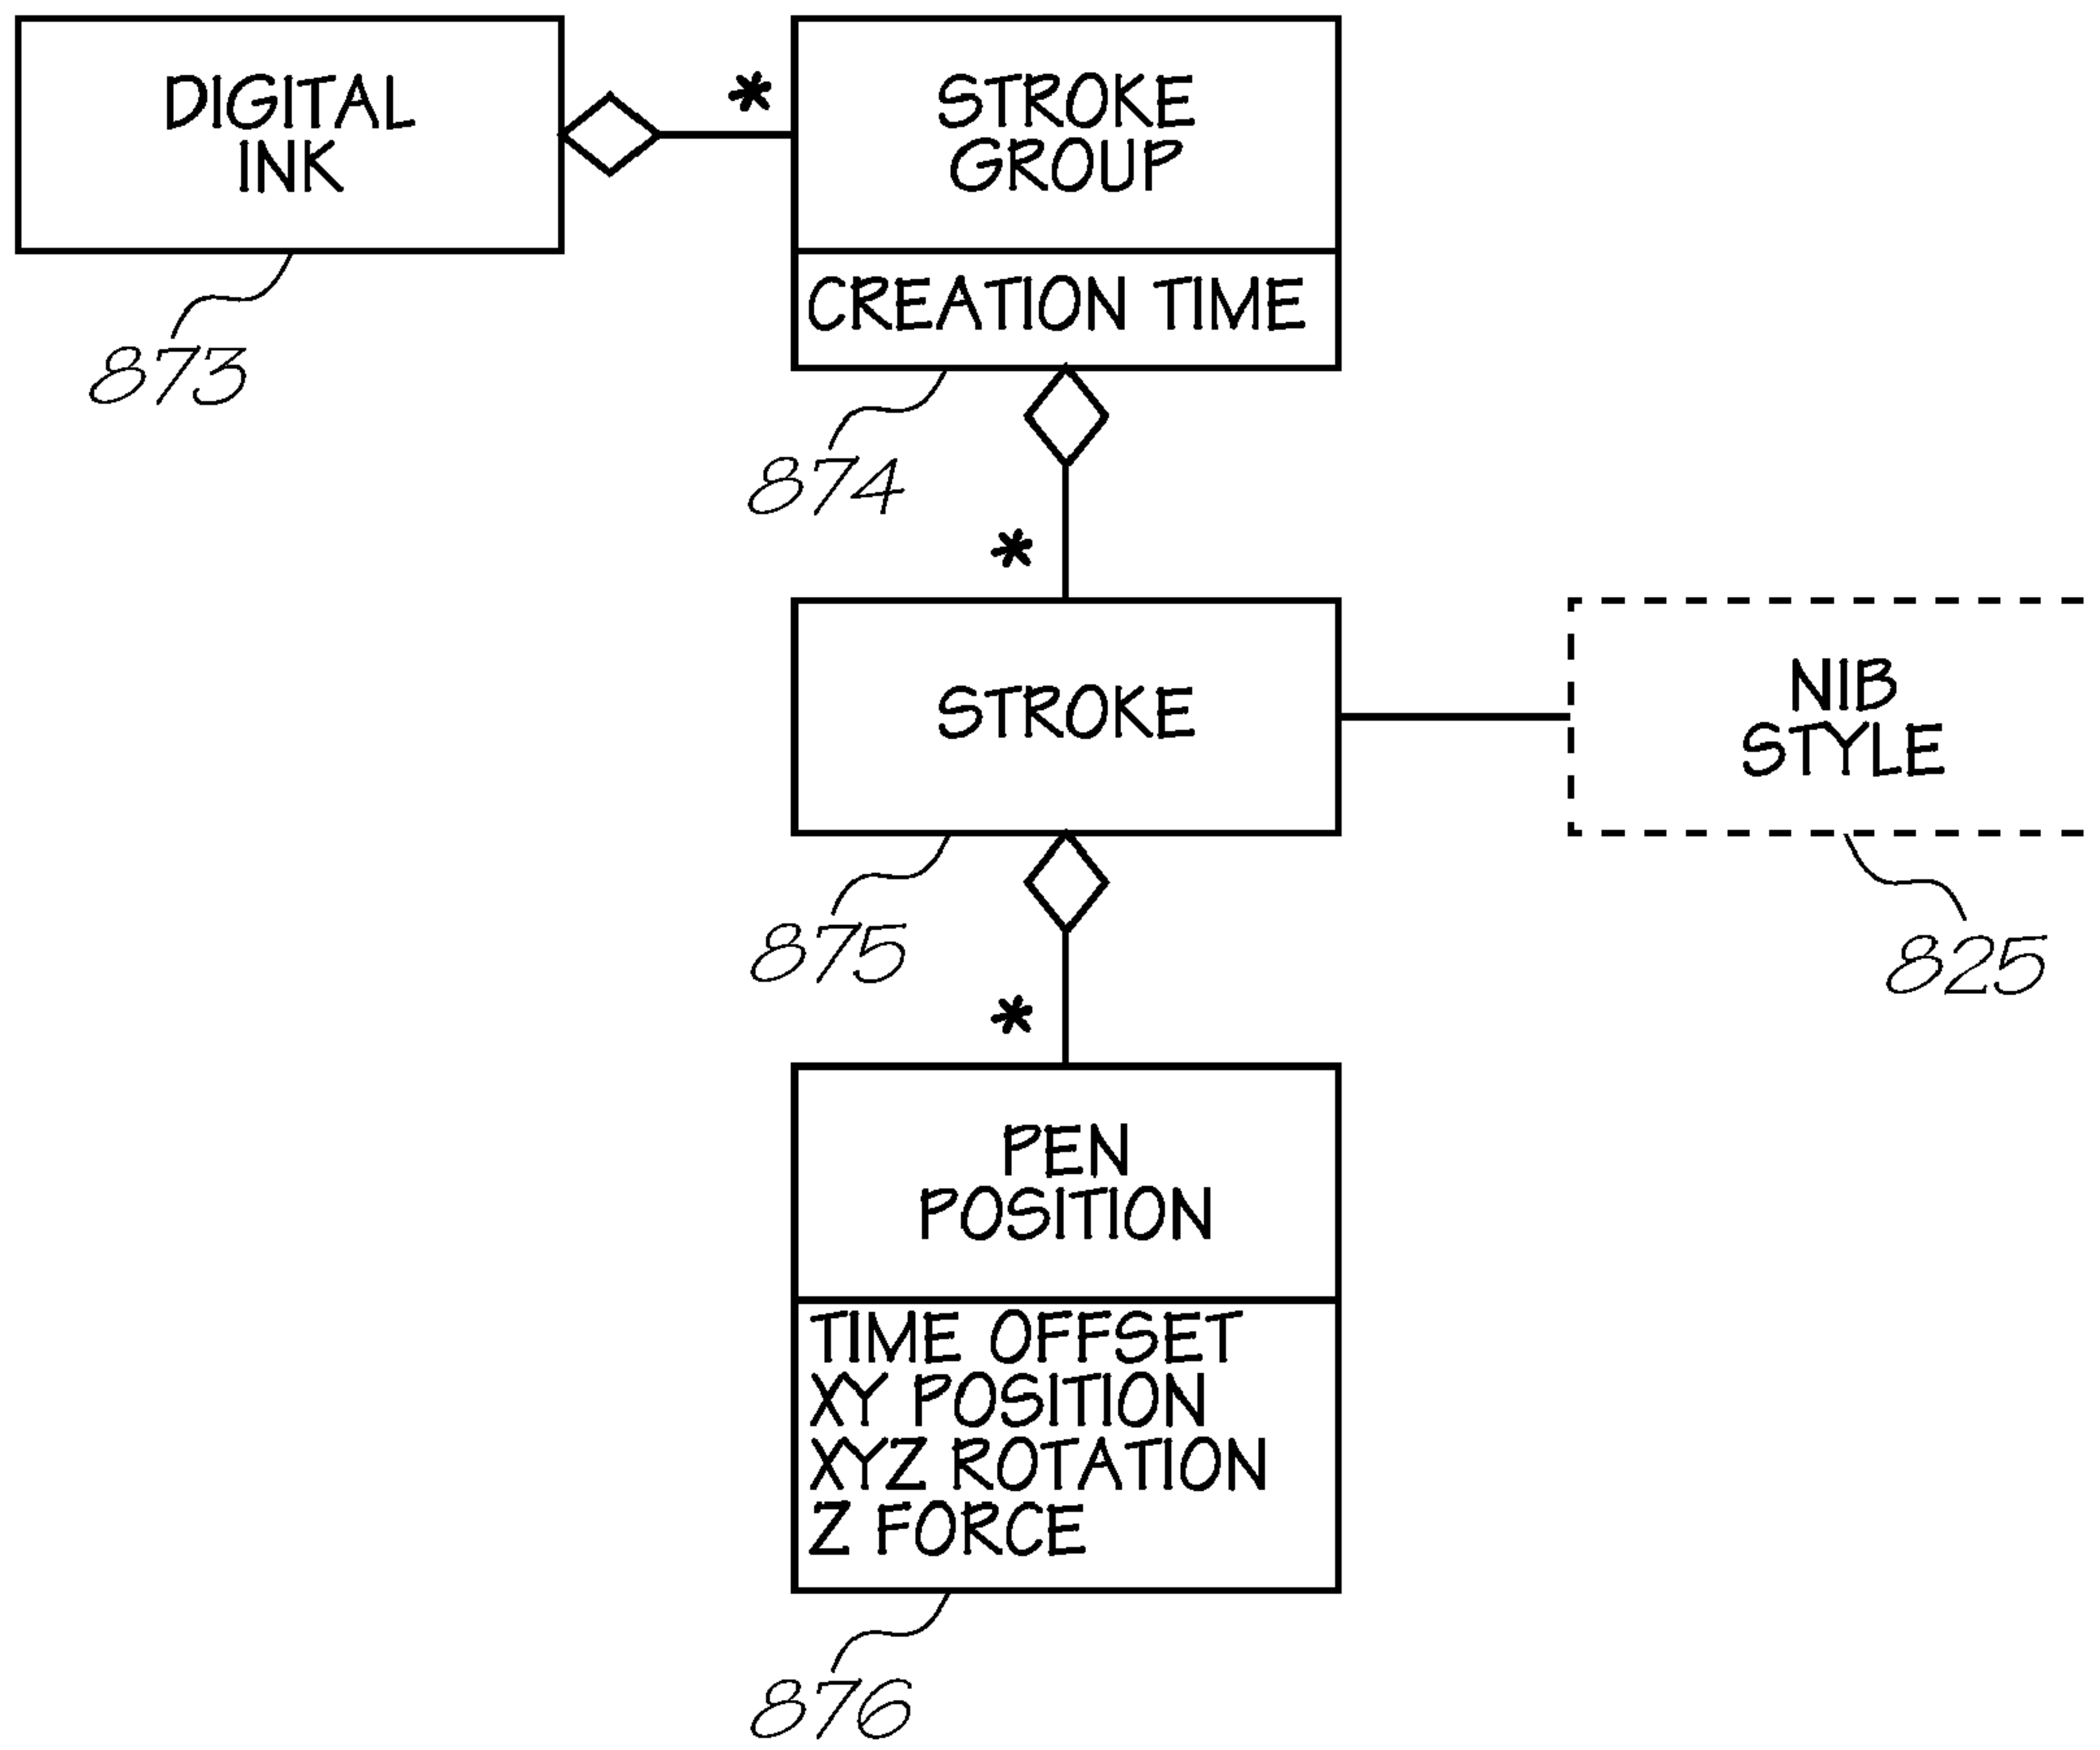 DIGITAL
INK
*
STROKE
GROUP
CREATION TIME
873
874
*
STROKE
NIB
STYLE
875
825
*
PEN
POSITION
TIME OFFSET
XY POSITION
XYZ ROTATION
Z FORCE
876